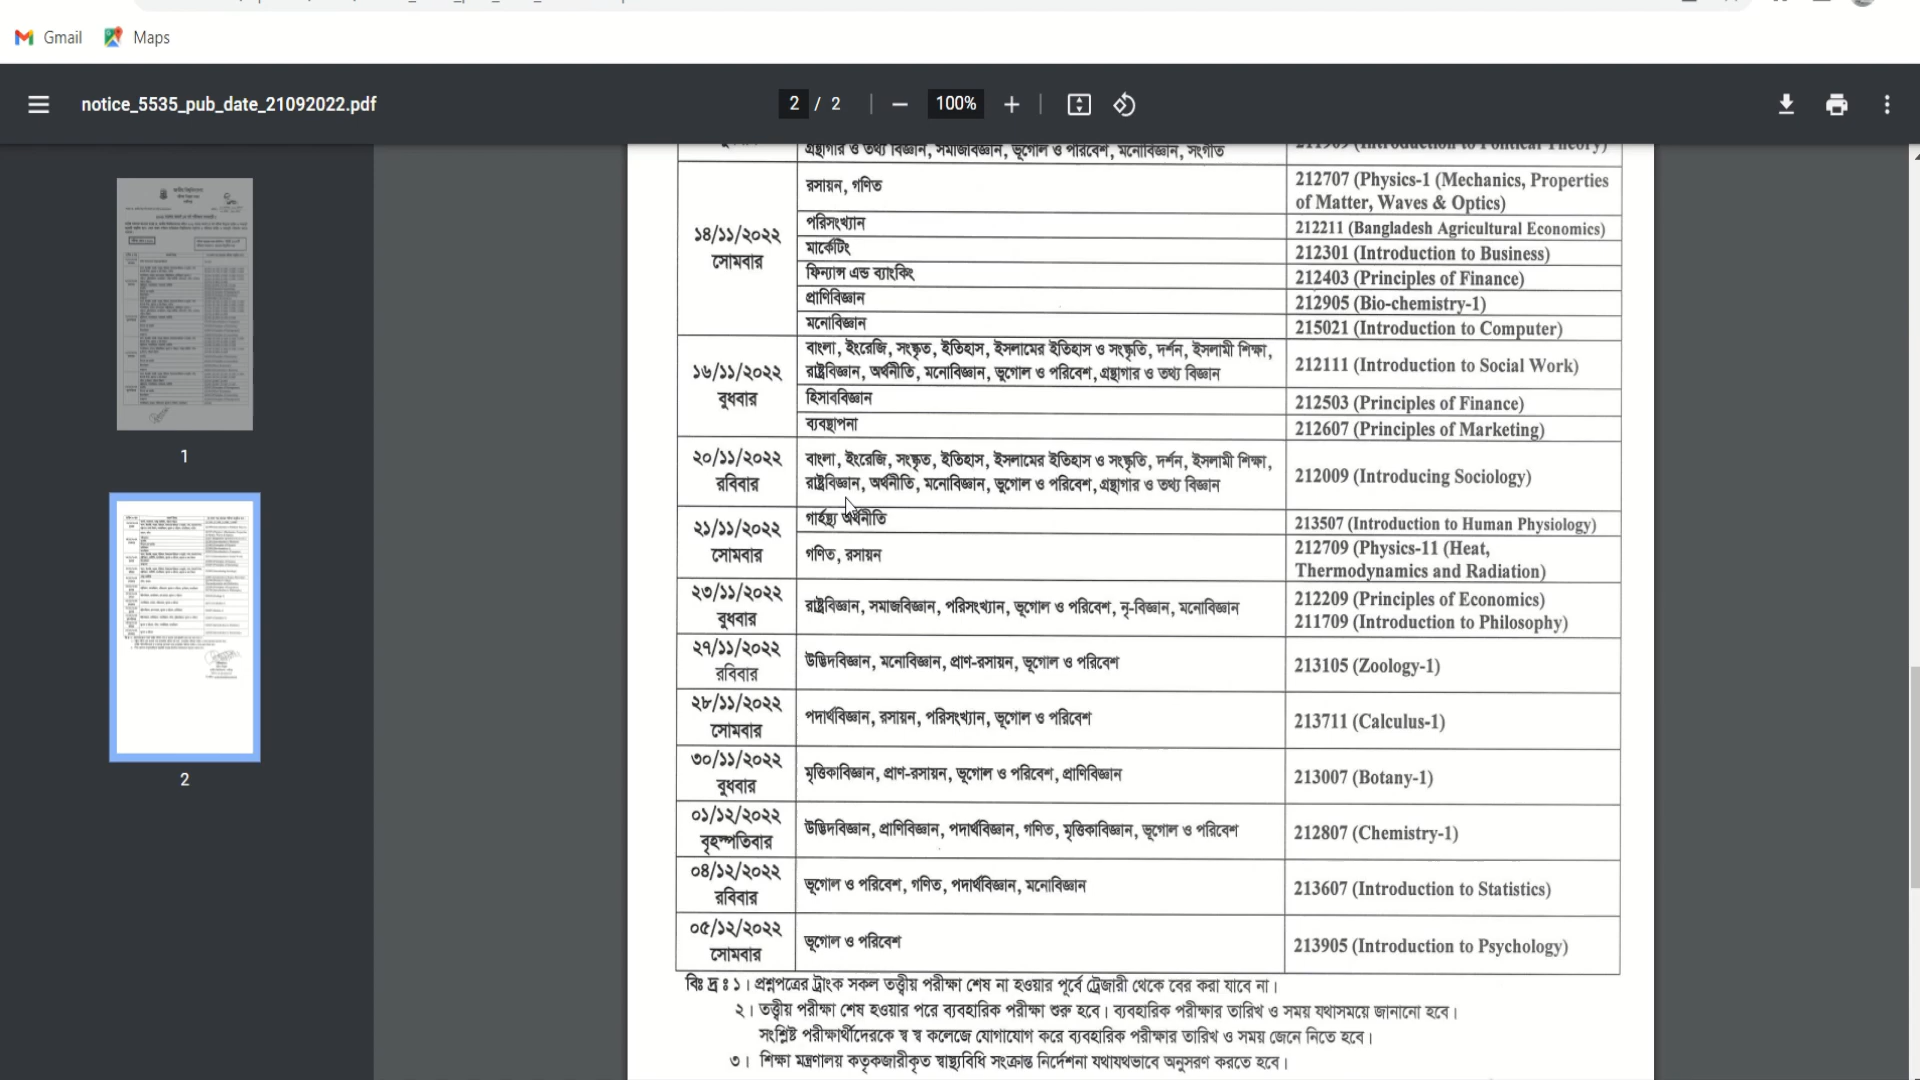 Gmail Maps
notice_5535_pub_date_21092022.pdf 2 / 2 100%
1
2
গ্রন্থাগার ও তথ্য বিজ্ঞান, সমাজবিজ্ঞান, ভূগোল ও পরিবেশ, মনোবিজ্ঞান, সংগীত 211909 (Introduction to Political Theory)
১৪/১১/২০২২
সোমবার
রসায়ন, গণিত
212707 (Physics-1 (Mechanics, Properties
of Matter, Waves & Optics)
পরিসংখ্যান 212211 (Bangladesh Agricultural Economics)
মার্কেটিং 212301 (Introduction to Business)
ফিন্যান্স এন্ড ব্যাংকিং 212403 (Principles of Finance)
প্রাণিবিজ্ঞান 212905 (Bio-chemistry-1)
মনোবিজ্ঞান 215021 (Introduction to Computer)
১৬/১১/২০২২
বুধবার
বাংলা, ইংরেজি, সংস্কৃত, ইতিহাস, ইসলামের ইতিহাস ও সংস্কৃতি, দর্শন, ইসলামী শিক্ষা,
রাষ্ট্রবিজ্ঞান, অর্থনীতি, মনোবিজ্ঞান, ভুগোল ও পরিবেশ,গ্রন্থাগার ও তথ্য বিজ্ঞান
212111 (Introduction to Social Work)
হিসাববিজ্ঞান 212503 (Principles of Finance)
ব্যবস্থাপনা 212607 (Principles of Marketing)
২০/১১/২০২২
রবিবার
বাংলা, ইংরেজি, সংস্কৃত, ইতিহাস, ইসলামের ইতিহাস ও সংস্কৃতি, দর্শন, ইসলামী শিক্ষা,
রাষ্ট্রবিজ্ঞান, অর্থনীতি, মনোবিজ্ঞান, ভুগোল ও পরিবেশ,গ্রন্থাগার ও তথ্য বিজ্ঞান
212009 (Introducing Sociology)
২১/১১/২০২২
সোমবার
গার্হস্থ্য অর্থনীতি 213507 (Introduction to Human Physiology)
গণিত, রসায়ন
212709 (Physics-11 (Heat,
Thermodynamics and Radiation)
২৩/১১/২০২২
বুধবার
রাষ্ট্রবিজ্ঞান, সমাজবিজ্ঞান, পরিসংখ্যান, ভূগোল ও পরিবেশ, নৃ-বিজ্ঞান, মনোবিজ্ঞান
212209 (Principles of Economics)
211709 (Introduction to Philosophy)
২৭/১১/২০২২
রবিবার
উদ্ভিদবিজ্ঞান, মনোবিজ্ঞান, প্রাণ-রসায়ন, ভূগোল ও পরিবেশ
213105 (Zoology-1)
২৮/১১/২০২২
সোমবার
পদার্থবিজ্ঞান, রসায়ন, পরিসংখ্যান, ভূগোল ও পরিবেশ
213711 (Calculus-1)
৩০/১১/২০২২
বুধবার
মৃত্তিকাবিজ্ঞান, প্রাণ-রসায়ন, ভূগোল ও পরিবেশ, প্রাণিবিজ্ঞান
213007 (Botany-1)
০১/১২/২০২২
বৃহস্পতিবার
উদ্ভিদবিজ্ঞান, প্রাণিবিজ্ঞান, পদার্থবিজ্ঞান, গণিত, মৃত্তিকাবিজ্ঞান, ভূগোল ও পরিবেশ
212807 (Chemistry-1)
০৪/১২/২০২২
রবিবার
ভূগোল ও পরিবেশ, গণিত, পদার্থবিজ্ঞান, মনোবিজ্ঞান
213607 (Introduction to Statistics)
০৫/১২/২০২২
সোমবার
ভূগোল ও পরিবেশ
213905 (Introduction to Psychology)
বিঃ দ্র ঃ ১। প্রশ্নপত্রের ট্রাংক সকল তত্ত্বীয় পরীক্ষা শেষ না হওয়ার পূর্বে ট্রেজারী থেকে বের করা যাবে না।
২। তত্ত্বীয় পরীক্ষা শেষ হওয়ার পরে ব্যবহারিক পরীক্ষা শুরু হবে। ব্যবহারিক পরীক্ষার তারিখ ও সময় যথাসময়ে জানানো হবে।
সংশ্লিষ্ট পরীক্ষার্থীদেরকে স্ব স্ব কলেজে যোগাযোগ করে ব্যবহারিক পরীক্ষার তারিখ ও সময় জেনে নিতে হবে।
৩। শিক্ষা মন্ত্রণালয় কতৃকজারীকৃত স্বাস্থ্যবিধি সংক্রান্ত নির্দেশনা যথাযথভাবে অনুসরণ করতে হবে।